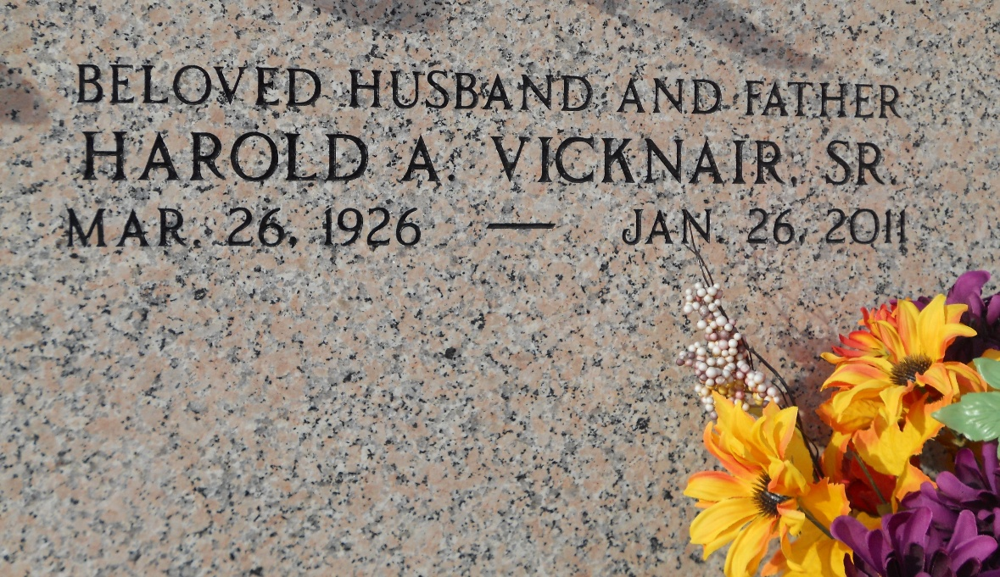 BELOVED HUSBAND AND FATHER
HAROLD A. VICKNAIR, SR.
MAR. 26, 1926 — JAN. 26, 2011